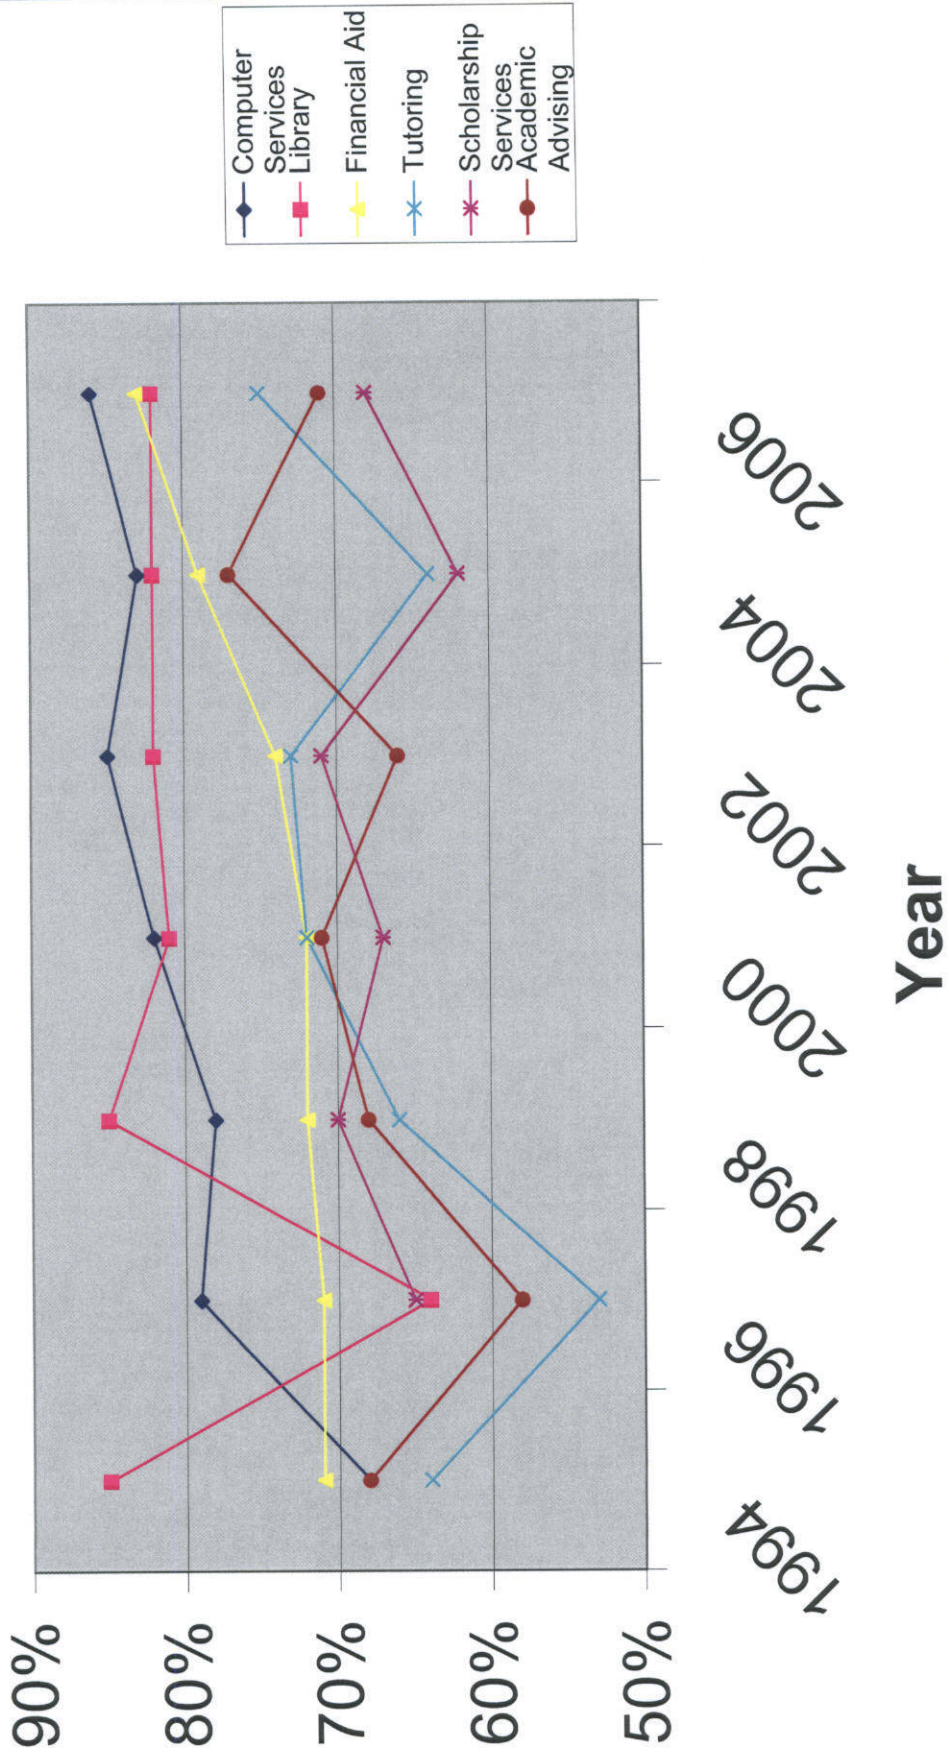 90%
80%
70%
60%
50%
1994
1996
1998
2000
2002
2004
2006
Year
Computer
Services
Library
Financial Aid
Tutoring
Scholarship
Services
Academic
Advising